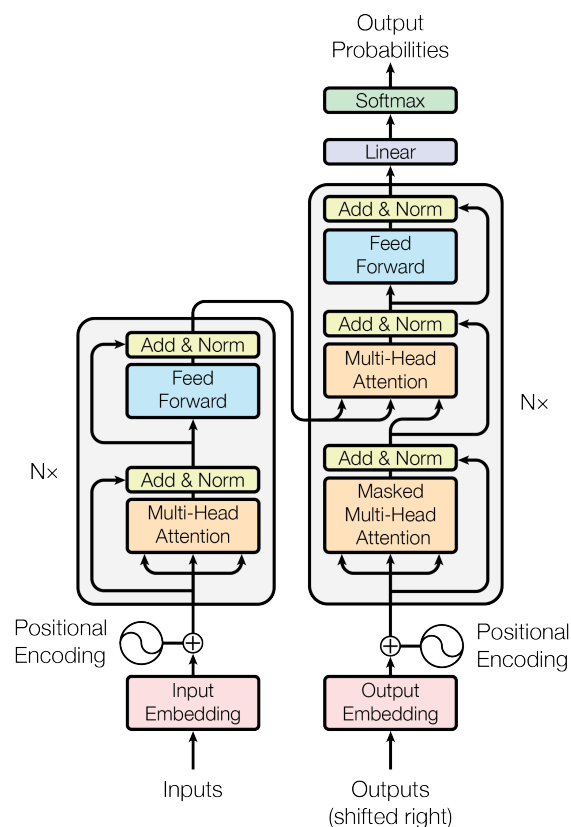 Output
Probabilities
Softmax
Linear
Add & Norm
Feed
Forward
Add & Norm
Multi-Head
Attention
Add & Norm
Masked
Multi-Head
Attention
N×
Positional
Encoding
Output
Embedding
Outputs
(shifted right)
Add & Norm
Feed
Forward
Add & Norm
Multi-Head
Attention
N×
Positional
Encoding
Input
Embedding
Inputs